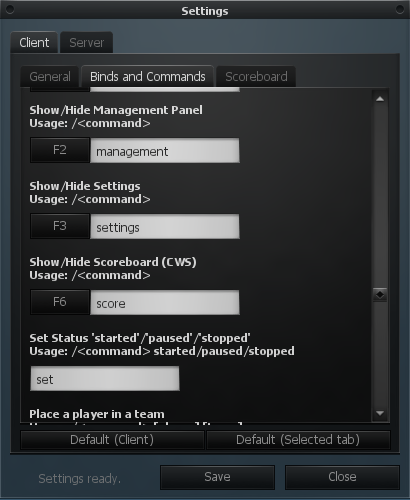 Settings
Client Server
General Binds and Commands Scoreboard
Show/Hide Management Panel
Usage: /<command>
F2 management
Show/Hide Settings
Usage: /<command>
F3 settings
Show/Hide Scoreboard (CWS)
Usage: /<command>
F6 score
Set Status 'started'/'paused'/'stopped'
Usage: /<command> started/paused/stopped
set
Place a player in a team
Default (Client) Default (Selected tab)
Settings ready. Save Close